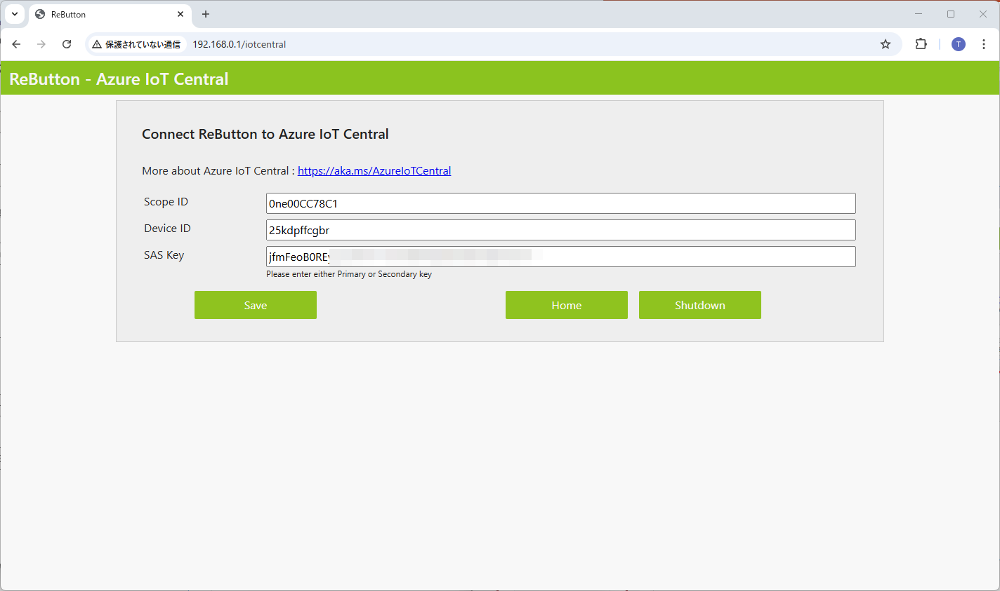 ReButton
保護されていない通信 192.168.0.1/iotcentral
T
ReButton - Azure IoT Central
Connect ReButton to Azure IoT Central
More about Azure IoT Central : https://aka.ms/AzureIoTCentral
Scope ID 0ne00CC78C1
Device ID 25kdpffcgbr
SAS Key jfmFeoB0REy
Please enter either Primary or Secondary key
Save Home Shutdown